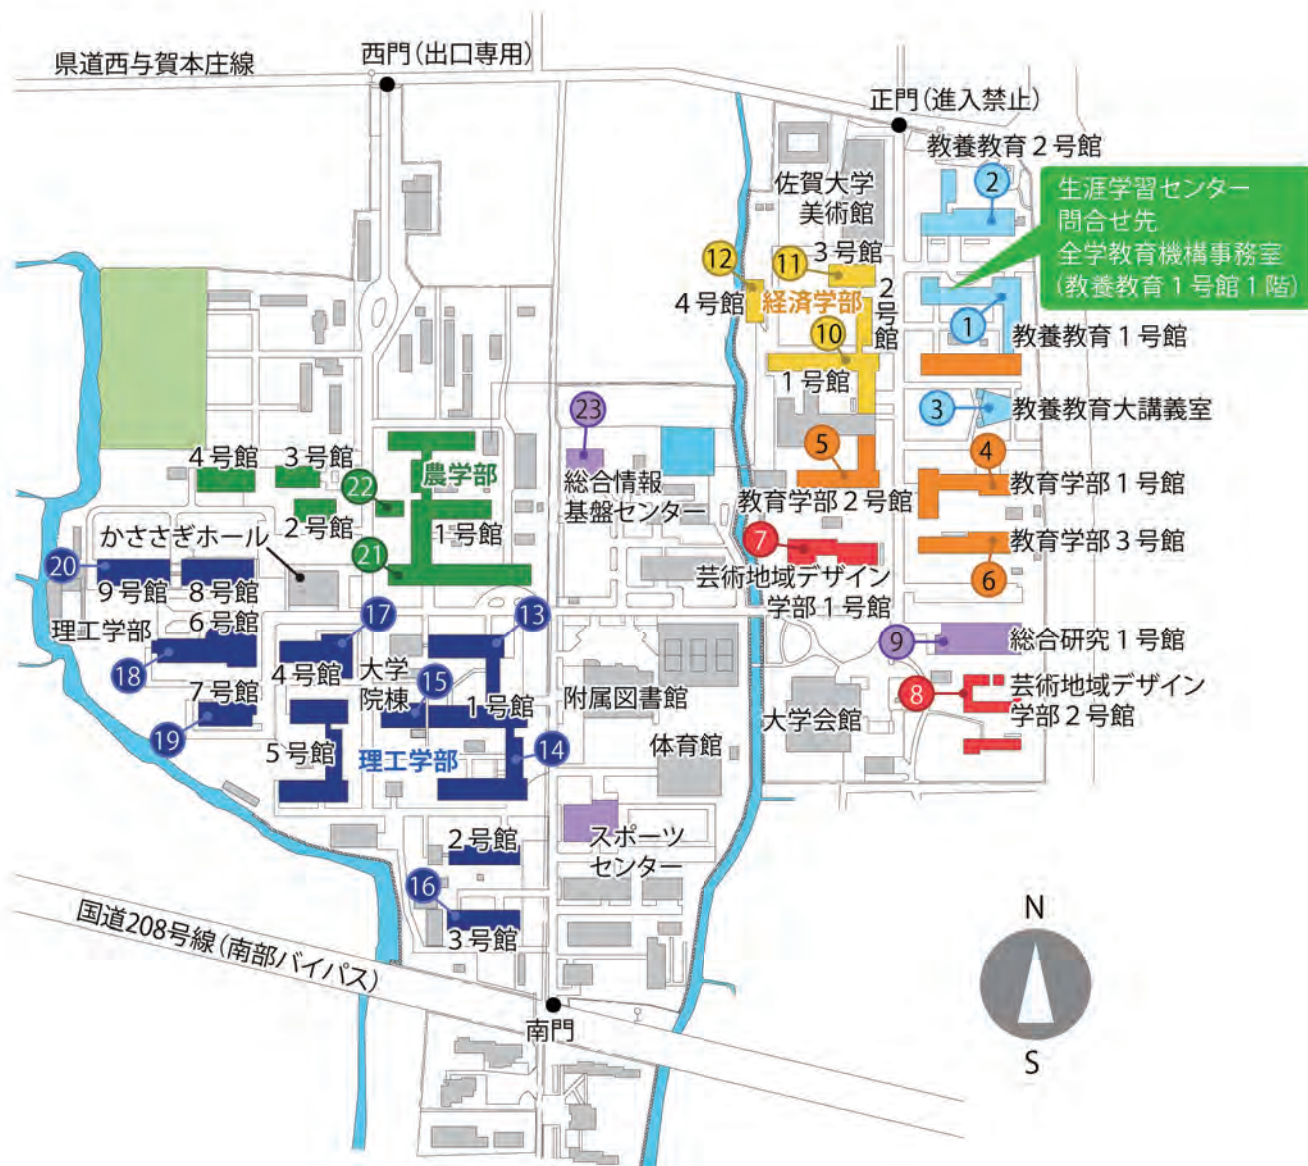 県道西与賀本庄線
西門(出口専用)
正門(進入禁止)
教養教育2号館
2
生涯学習センター
問合せ先
全学教育機構事務室
(教養教育1号館1階)
佐賀大学
美術館
12
11
3号館
4号館
経済学部
2号館
10
1号館
1
教養教育1号館
3
教養教育大講義室
23
総合情報
基盤センター
5
教育学部2号館
4
教育学部1号館
4号館
3号館
22
農学部
2号館
1号館
かささぎホール
21
7
芸術地域デザイン
学部1号館
教育学部3号館
6
20
9号館
8号館
6号館
理工学部
18
17
4号館
大学
院棟
13
15
1号館
7号館
19
5号館
理工学部
14
附属図書館
体育館
9
総合研究1号館
8
芸術地域デザイン
学部2号館
大学会館
2号館
スポーツ
センター
16
3号館
国道208号線(南部バイパス)
南門
N
S